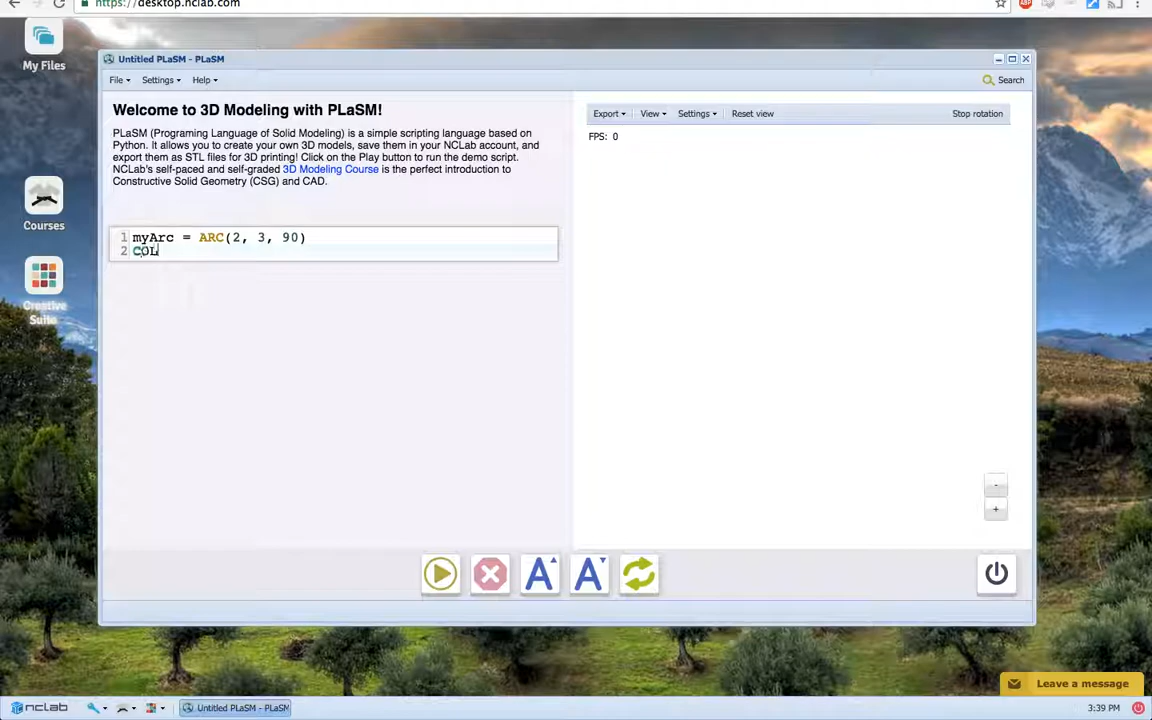 https://desktop.nclab.com
ABP
My Files
Courses
Creative
Suite
Untitled PLaSM - PLaSM
File Settings Help
Search
Welcome to 3D Modeling with PLaSM!
PLaSM (Programing Language of Solid Modeling) is a simple scripting language based on
Python. It allows you to create your own 3D models, save them in your NCLab account, and
export them as STL files for 3D printing! Click on the Play button to run the demo script.
NCLab's self-paced and self-graded 3D Modeling Course is the perfect introduction to
Constructive Solid Geometry (CSG) and CAD.
1 myArc = ARC(2, 3, 90)
2 COL
Export View Settings Reset view Stop rotation
FPS: 0
-
+
A A
Leave a message
nclab Untitled PLaSM - PLaSM 3:39 PM